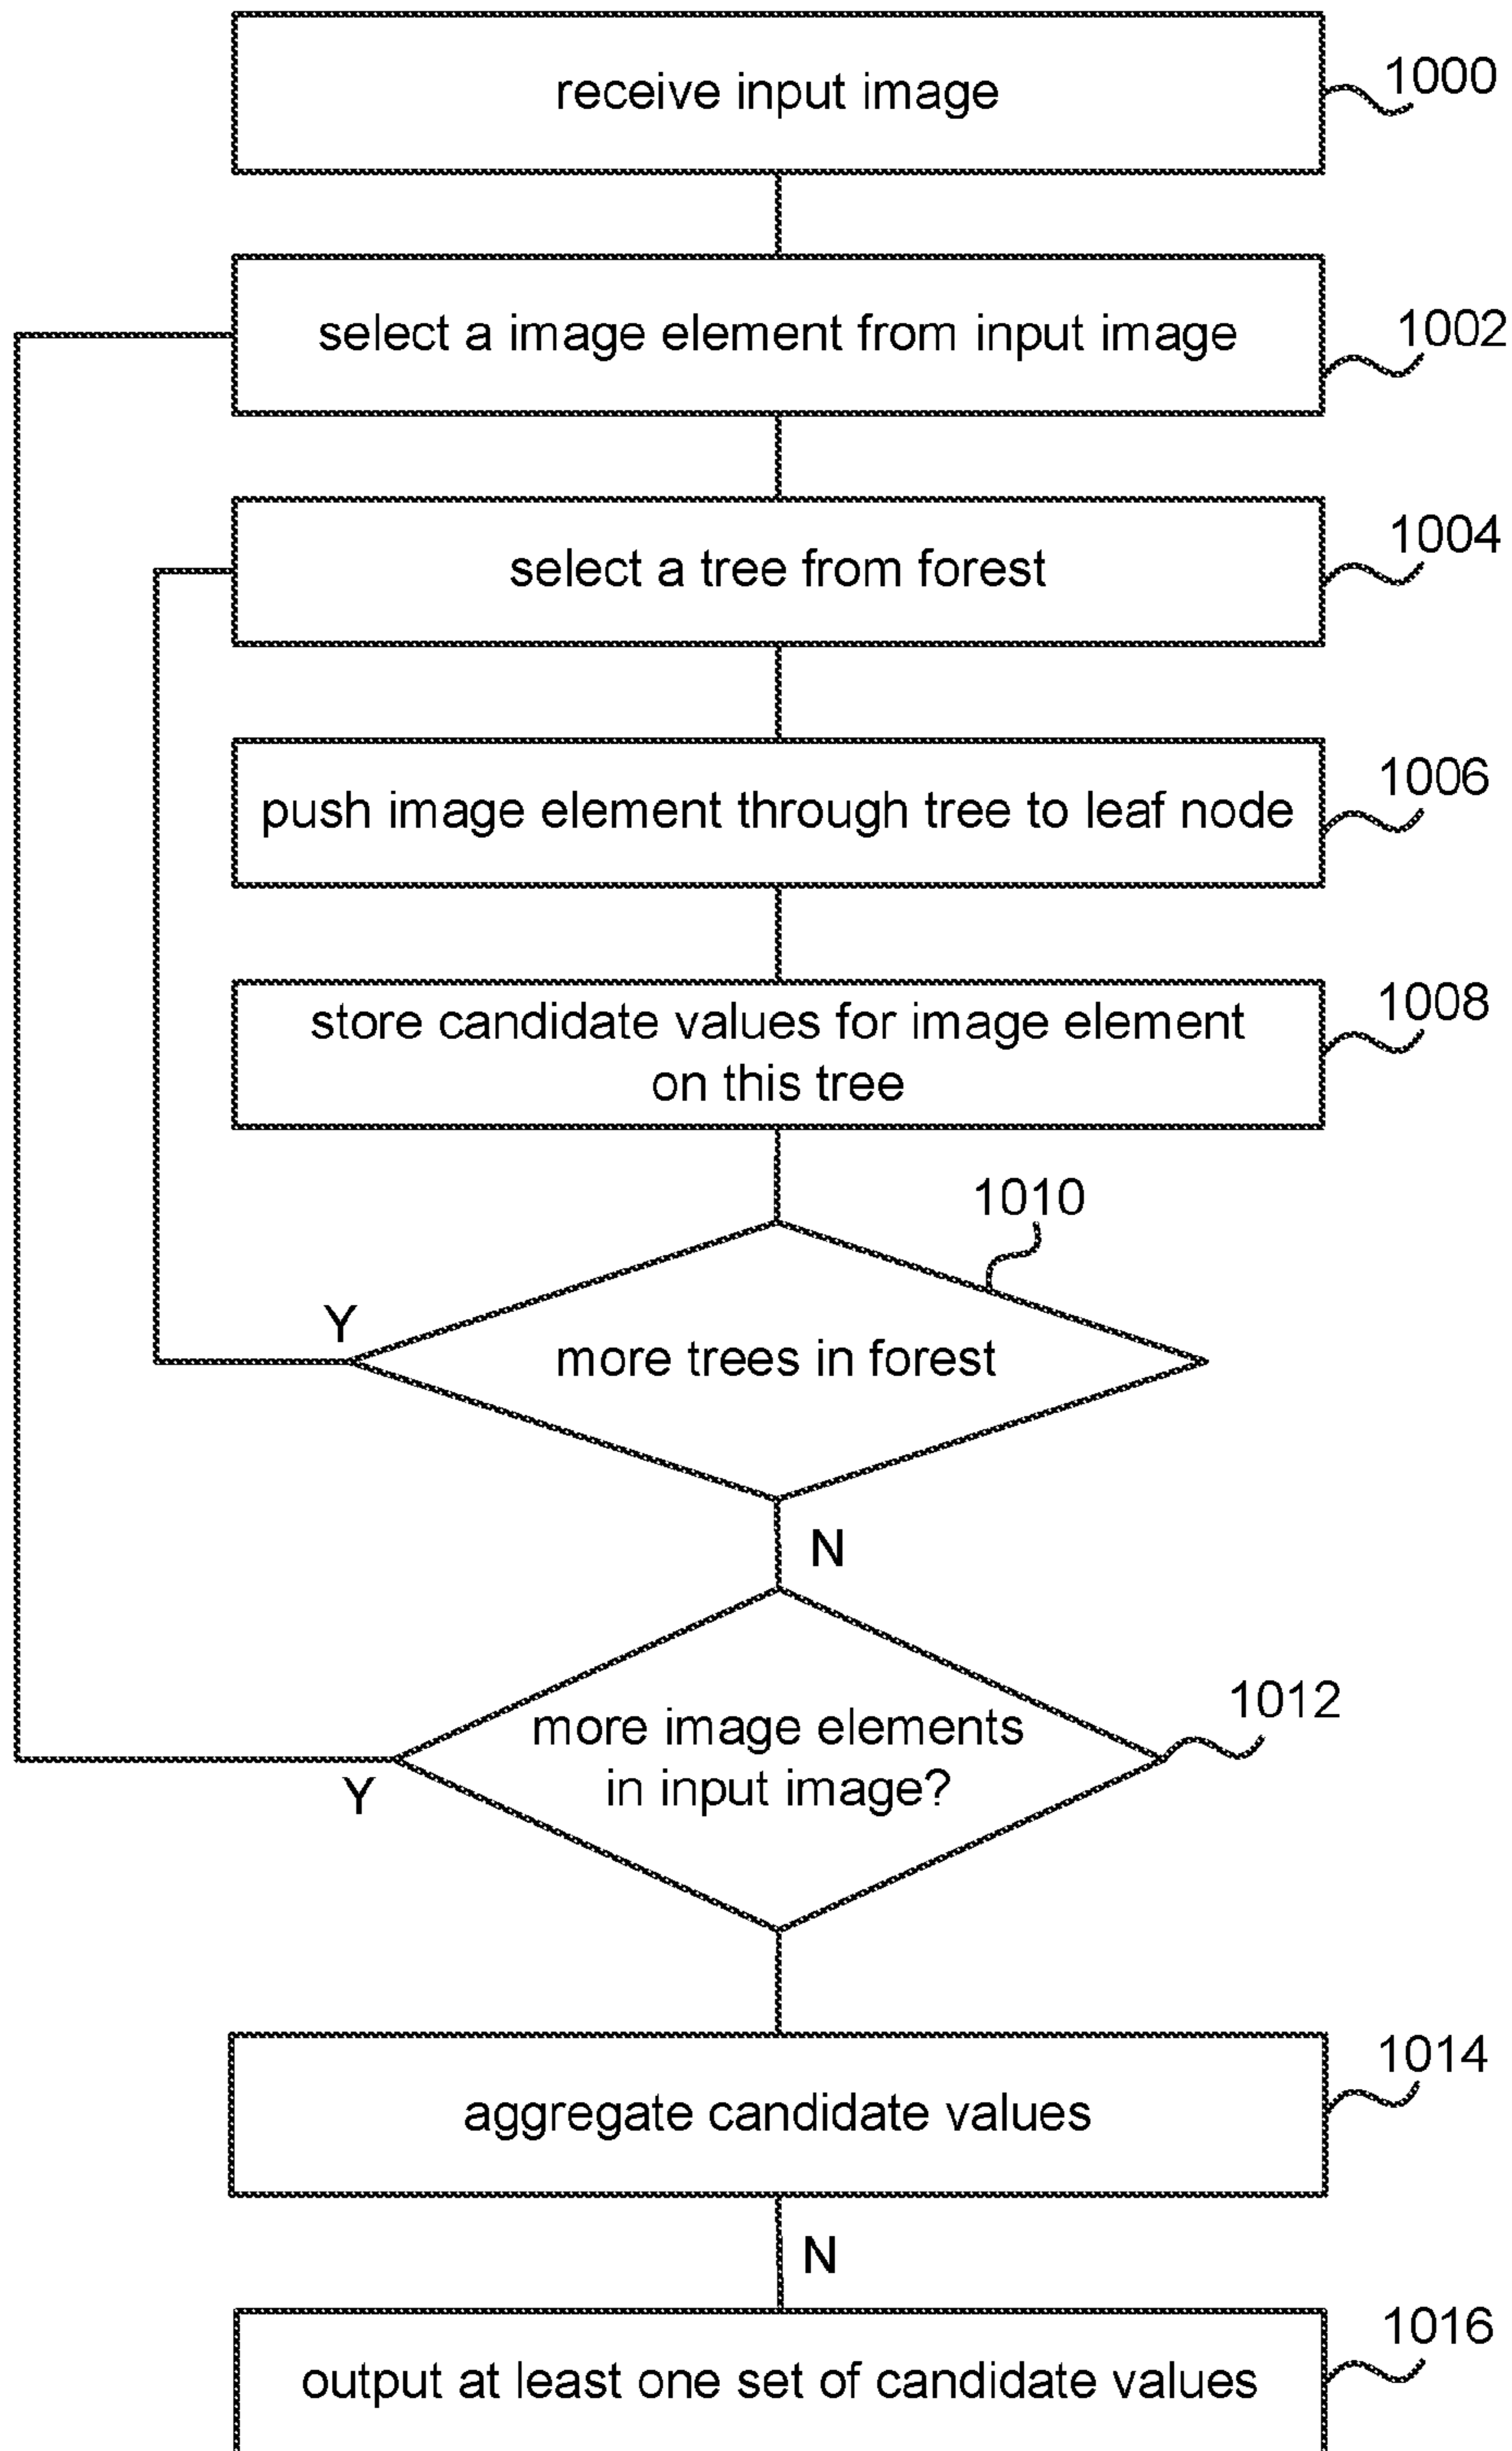 receive input image
1000
select a image element from input image
1002
select a tree from forest
1004
push image element through tree to leaf node
1006
store candidate values for image element
on this tree
1008
1010
Y
more trees in forest
N
more image elements
in input image?
1012
Y
aggregate candidate values
1014
N
output at least one set of candidate values
1016